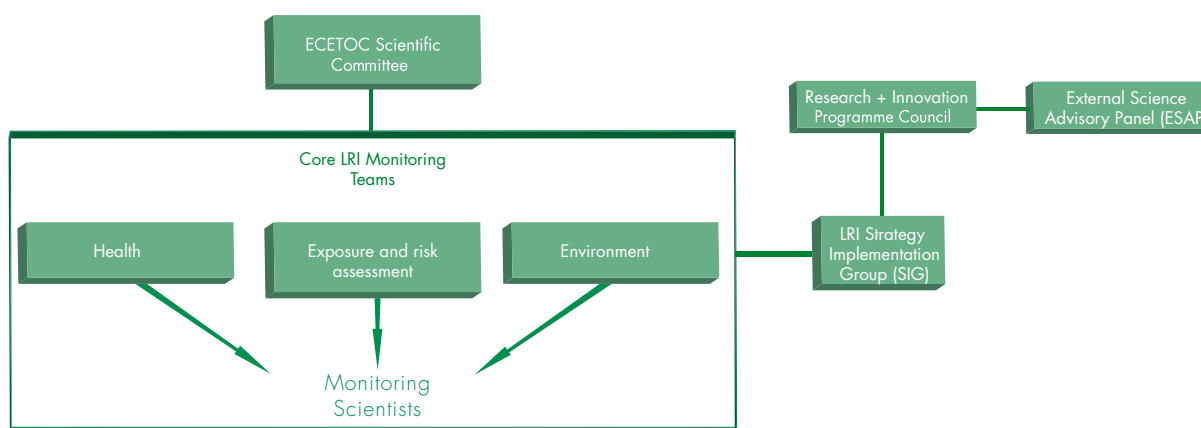 ECETOC Scientific
Committee
Research + Innovation
Programme Council
External Science
Advisory Panel (ESAP
Core LRI Monitoring
Teams
Health
Exposure and risk
assessment
Environment
LRI Strategy
Implementation
Group (SIG)
Monitoring
Scientists